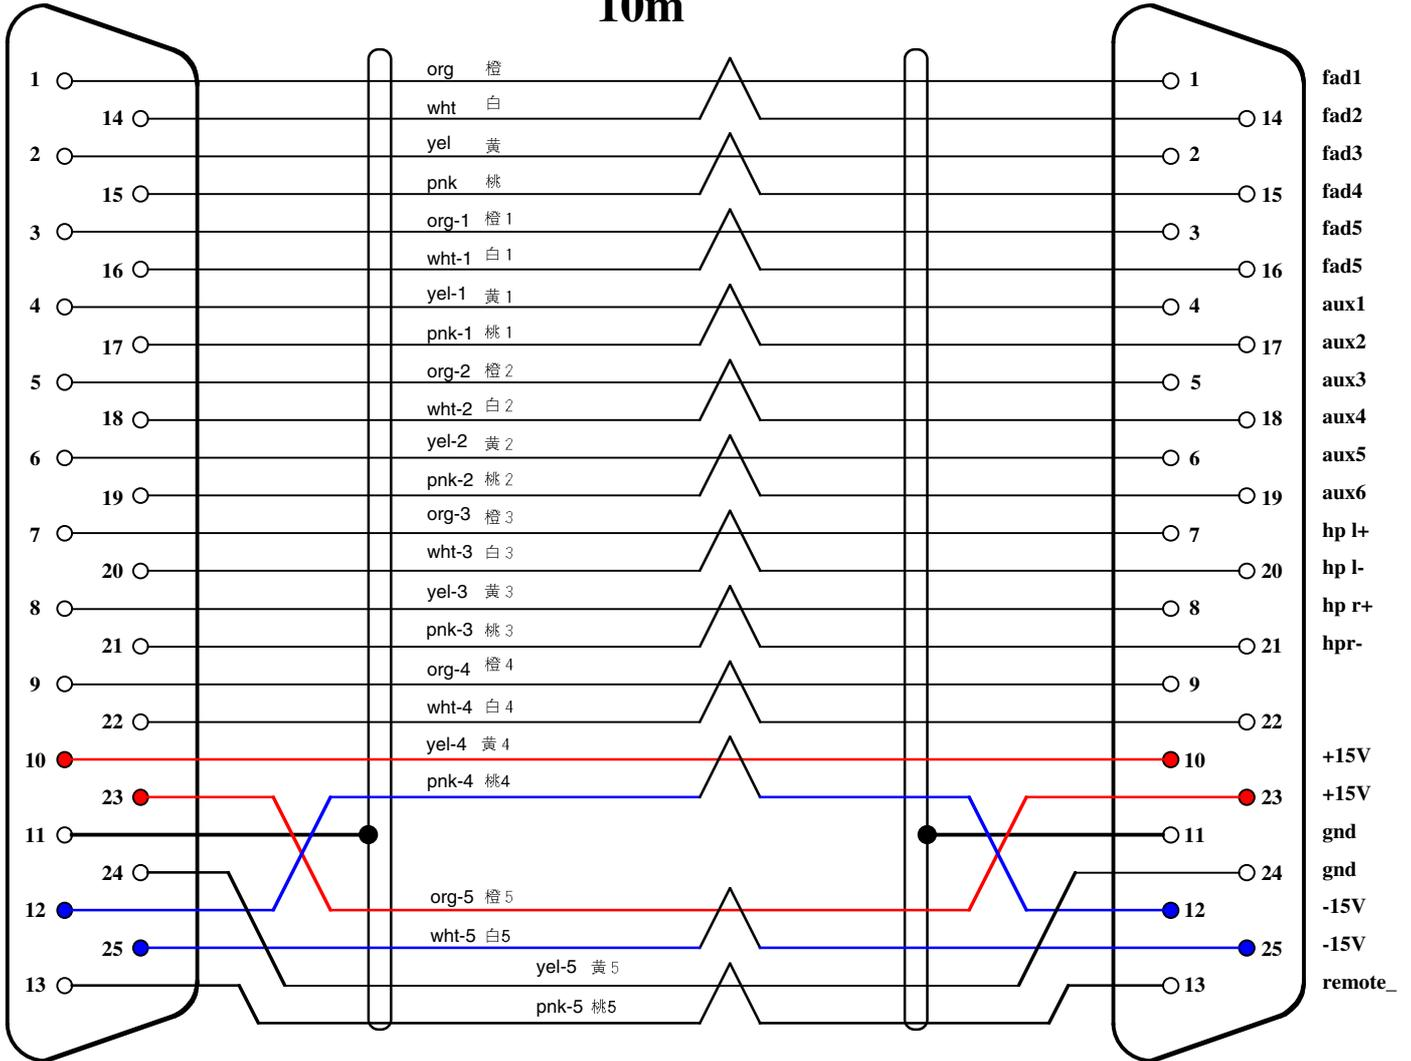 10m
1 org 橙 1 fad1
14 wht 白 14 fad2
2 yel 黄 2 fad3
15 pnk 桃 15 fad4
3 org-1 橙1 3 fad5
16 wht-1 白1 16 fad5
4 yel-1 黄1 4 aux1
17 pnk-1 桃1 17 aux2
5 org-2 橙2 5 aux3
18 wht-2 白2 18 aux4
6 yel-2 黄2 6 aux5
19 pnk-2 桃2 19 aux6
7 org-3 橙3 7 hp l+
20 wht-3 白3 20 hp l-
8 yel-3 黄3 8 hp r+
21 pnk-3 桃3 21 hpr-
9 org-4 橙4 9
22 wht-4 白4 22
10 yel-4 黄4 10 +15V
23 pnk-4 桃4 23 +15V
11 11 gnd
24 24 gnd
12 org-5 橙5 12 -15V
25 wht-5 白5 25 -15V
13 yel-5 黄5 13 remote_
pnk-5 桃5